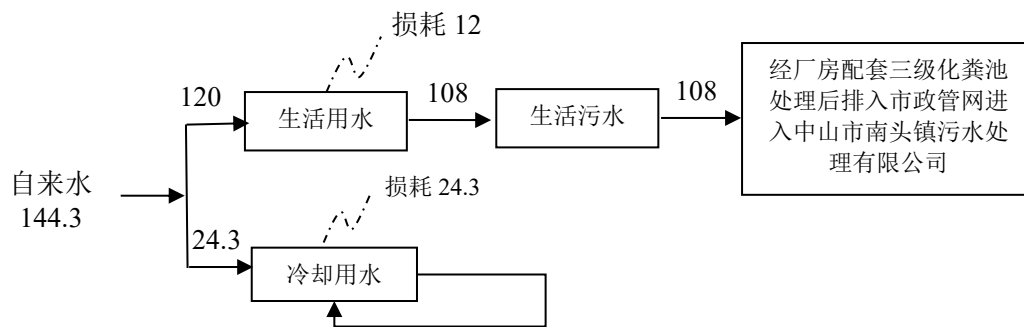 损耗 12
120
生活用水
108
生活污水
108
经厂房配套三级化粪池
处理后排入市政管网进
入中山市南头镇污水处
理有限公司
自来水
144.3
损耗 24.3
24.3
冷却用水